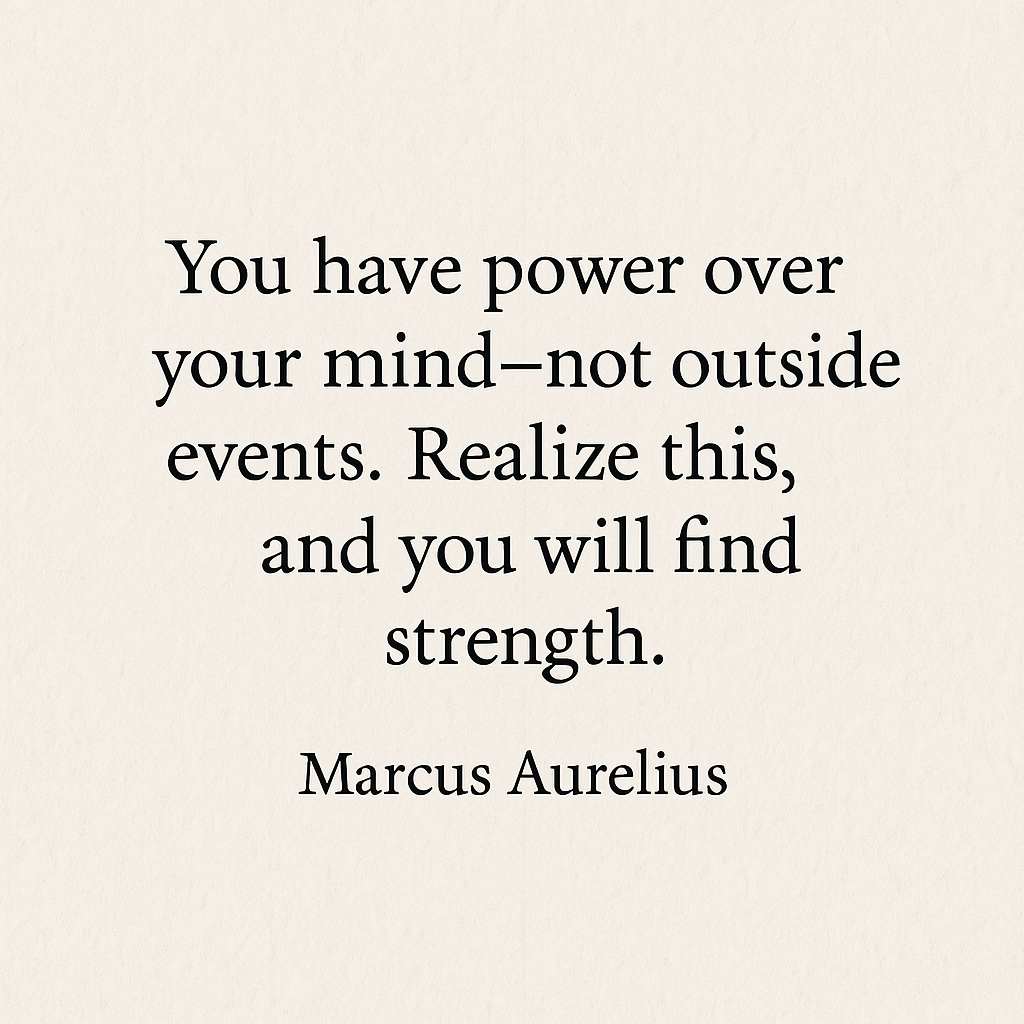 You have power over
your mind—not outside
events. Realize this,
and you will find
strength.
Marcus Aurelius